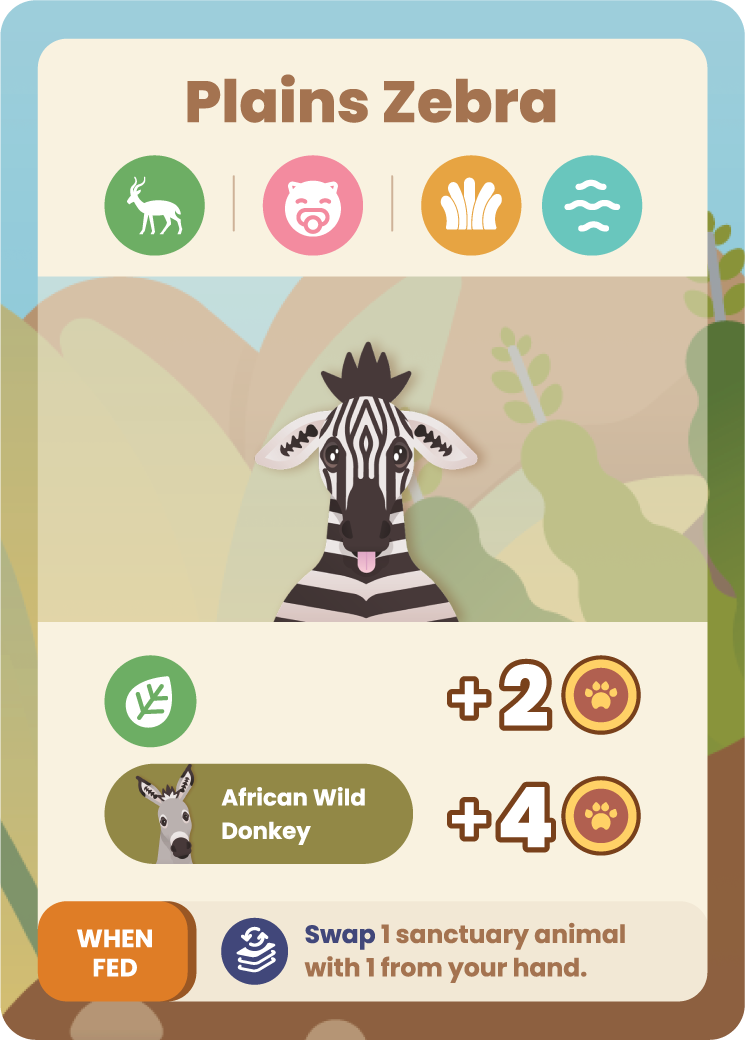 Plains Zebra
+2
African Wild
Donkey
+4
WHEN
FED
Swap 1 sanctuary animal
with 1 from your hand.